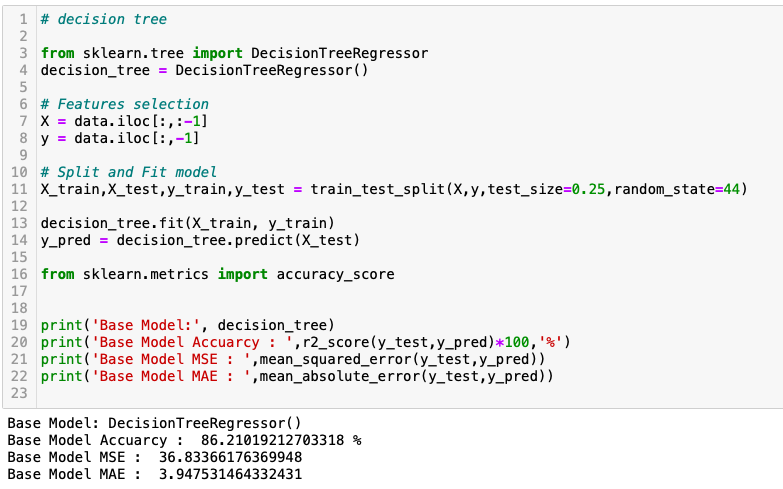 1 # decision tree
2
3 from sklearn.tree import DecisionTreeRegressor
4 decision_tree = DecisionTreeRegressor()
5
6 # Features selection
7 X = data.iloc[:,:-1]
8 y = data.iloc[:,-1]
9
10 # Split and Fit model
11 X_train,X_test,y_train,y_test = train_test_split(X,y,test_size=0.25,random_state=44)
12
13 decision_tree.fit(X_train, y_train)
14 y_pred = decision_tree.predict(X_test)
15
16 from sklearn.metrics import accuracy_score
17
18
19 print('Base Model:', decision_tree)
20 print('Base Model Accuarcy : ',r2_score(y_test,y_pred)*100,'%')
21 print('Base Model MSE : ',mean_squared_error(y_test,y_pred))
22 print('Base Model MAE : ',mean_absolute_error(y_test,y_pred))
23
Base Model: DecisionTreeRegressor()
Base Model Accuarcy :  86.21019212703318 %
Base Model MSE :  36.83366176369948
Base Model MAE :  3.947531464332431